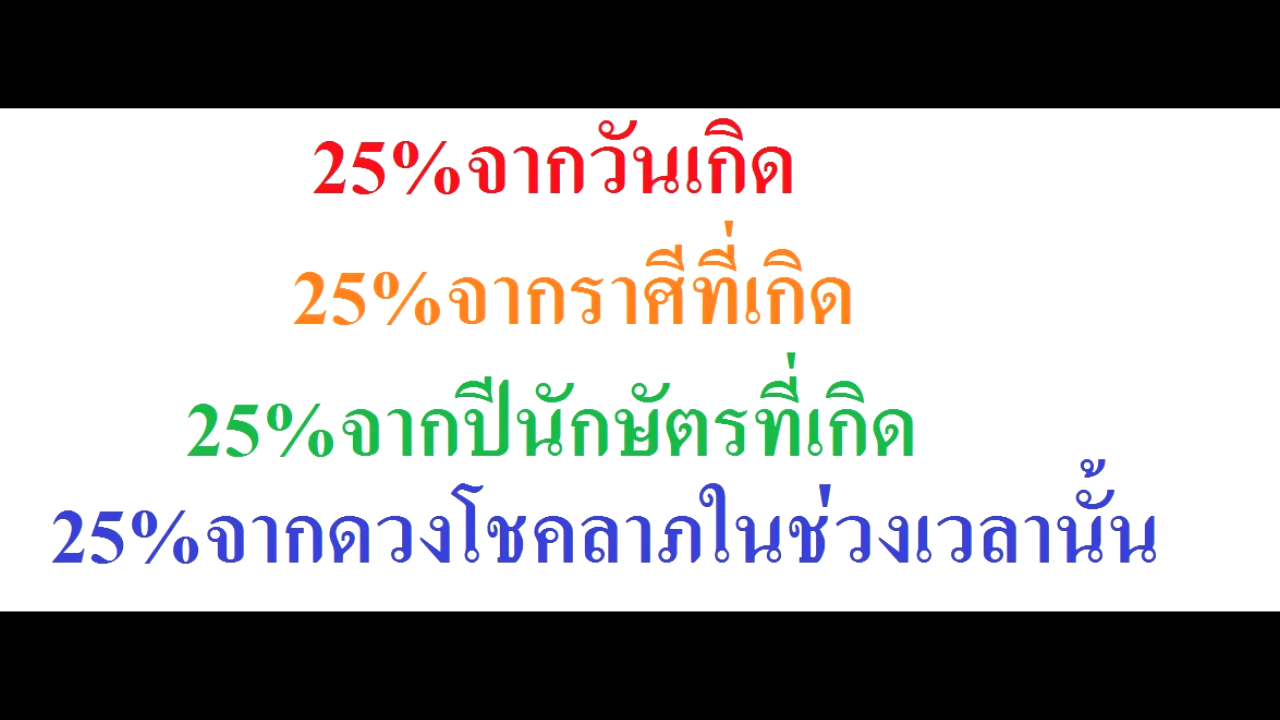 25%จากวันเกิด
25%จากราศีที่เกิด
25%จากปีนักษัตรที่เกิด
25%จากดวงโชคลาภในช่วงเวลานั้น